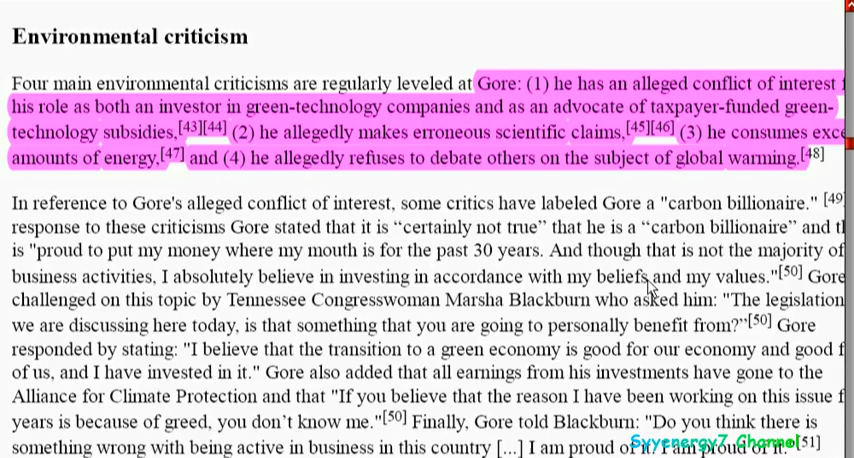 Environmental criticism
Four main environmental criticisms are regularly leveled at Gore: (1) he has an alleged conflict of interest
his role as both an investor in green-technology companies and as an advocate of taxpayer-funded green-
technology subsidies,[43][44] (2) he allegedly makes erroneous scientific claims,[45][46] (3) he consumes
amounts of energy,[47] and (4) he allegedly refuses to debate others on the subject of global warming.[48]
In reference to Gore's alleged conflict of interest, some critics have labeled Gore a "carbon billionaire." [49
response to these criticisms Gore stated that it is “certainly not true” that he is a “carbon billionaire” and
is "proud to put my money where my mouth is for the past 30 years. And though that is not the majority of
business activities, I absolutely believe in investing in accordance with my beliefs and my values."[50] Gore
challenged on this topic by Tennessee Congresswoman Marsha Blackburn who asked him: "The legislation
we are discussing here today, is that something that you are going to personally benefit from?”[50] Gore
responded by stating: "I believe that the transition to a green economy is good for our economy and good
of us, and I have invested in it." Gore also added that all earnings from his investments have gone to the
Alliance for Climate Protection and that "If you believe that the reason I have been working on this issue
years is because of greed, you don’t know me."[50] Finally, Gore told Blackburn: "Do you think there is
something wrong with being active in business in this country [...] I am proud of it. I am proud of it."[51]